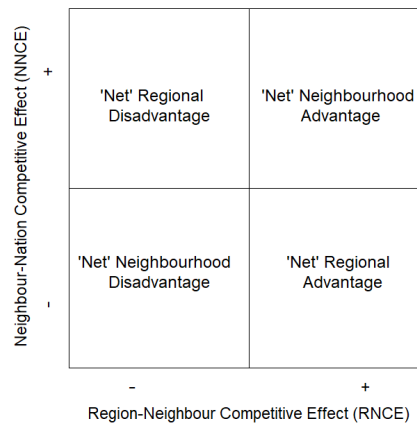 Neighbour-Nation Competitive Effect (NNCE)
+
-
'Net' Regional
Disadvantage
'Net' Neighbourhood
Advantage
'Net' Neighbourhood
Disadvantage
'Net' Regional
Advantage
-
+
Region-Neighbour Competitive Effect (RNCE)